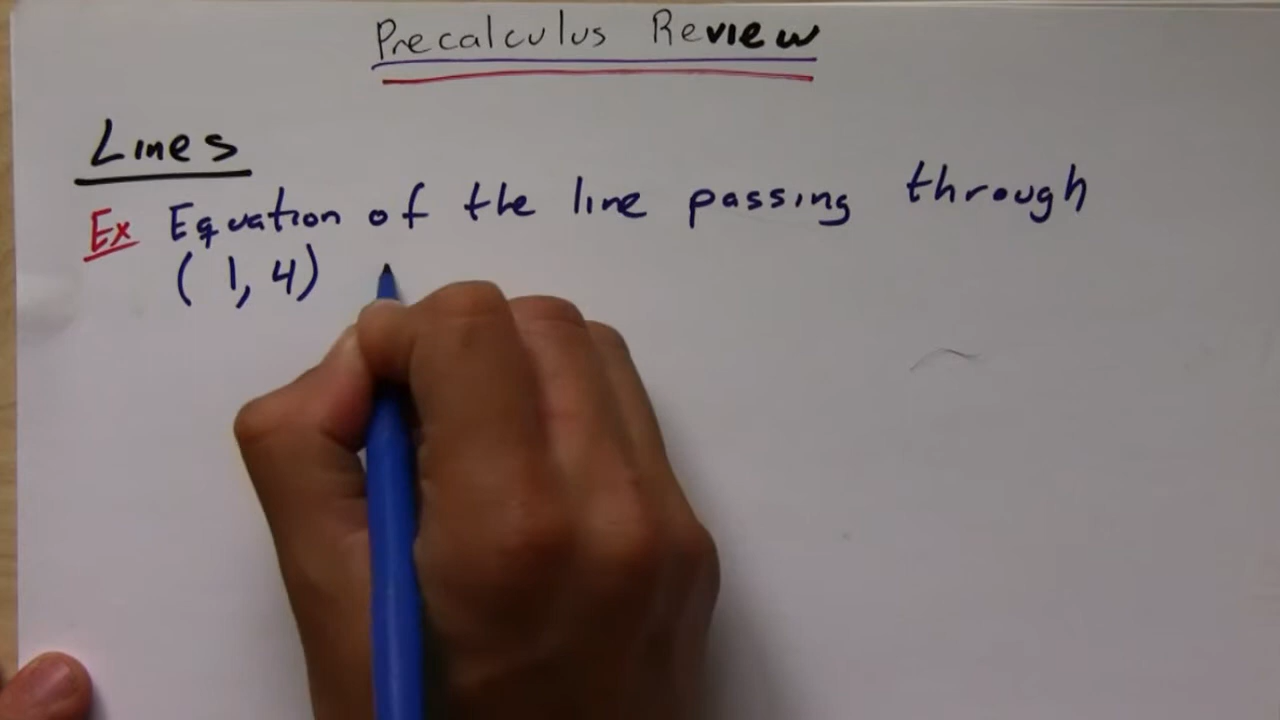 Precalculus Review
Lines
Ex Equation of the line passing through
(1, 4)